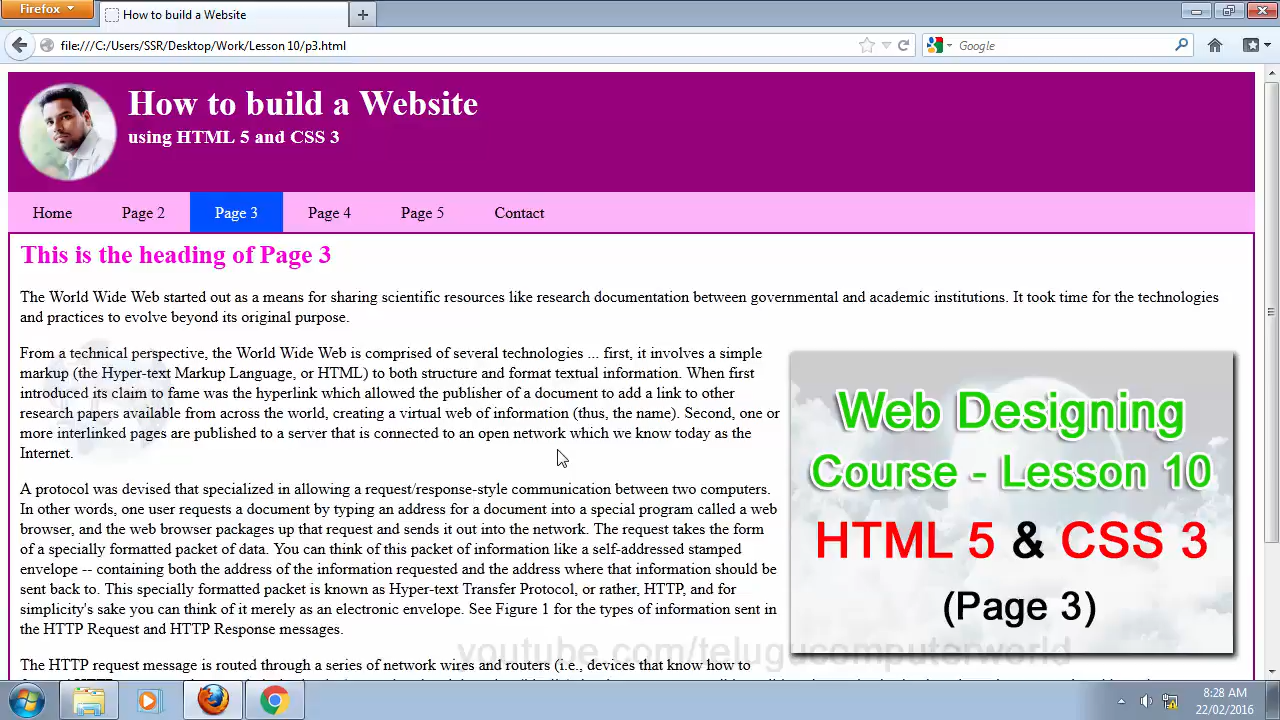 Firefox
How to build a Website
file:///C:/Users/SSR/Desktop/Work/Lesson 10/p3.html
Google
How to build a Website
using HTML 5 and CSS 3
Home Page 2 Page 3 Page 4 Page 5 Contact
This is the heading of Page 3
The World Wide Web started out as a means for sharing scientific resources like research documentation between governmental and academic institutions. It took time for the technologies
and practices to evolve beyond its original purpose.
From a technical perspective, the World Wide Web is comprised of several technologies ... first, it involves a simple
markup (the Hyper-text Markup Language, or HTML) to both structure and format textual information. When first
introduced its claim to fame was the hyperlink which allowed the publisher of a document to add a link to other
research papers available from across the world, creating a virtual web of information (thus, the name). Second, one or
more interlinked pages are published to a server that is connected to an open network which we know today as the
Internet.
A protocol was devised that specialized in allowing a request/response-style communication between two computers.
In other words, one user requests a document by typing an address for a document into a special program called a web
browser, and the web browser packages up that request and sends it out into the network. The request takes the form
of a specially formatted packet of data. You can think of this packet of information like a self-addressed stamped
envelope -- containing both the address of the information requested and the address where that information should be
sent back to. This specially formatted packet is known as Hyper-text Transfer Protocol, or rather, HTTP, and for
simplicity's sake you can think of it merely as an electronic envelope. See Figure 1 for the types of information sent in
the HTTP Request and HTTP Response messages.
The HTTP request message is routed through a series of network wires and routers (i.e., devices that know how to
Web Designing
Course - Lesson 10
HTML 5 & CSS 3
(Page 3)
youtube.com/telugucomputerworld
8:28 AM
22/02/2016